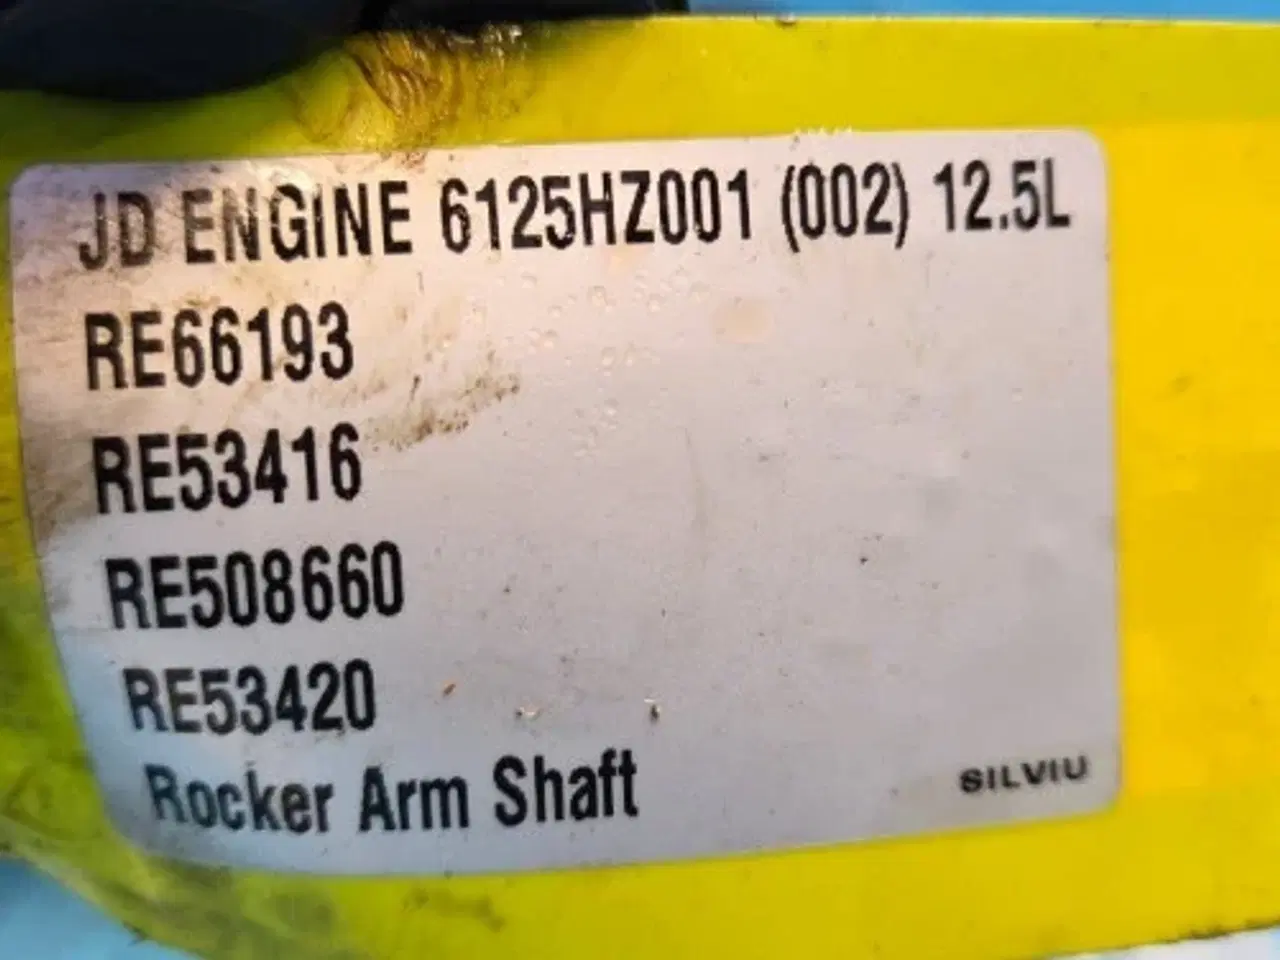 JD ENGINE 6125HZ001 (002) 12.5L
RE66193
RE53416
RE508660
RE53420
Rocker Arm Shaft
SILVIU